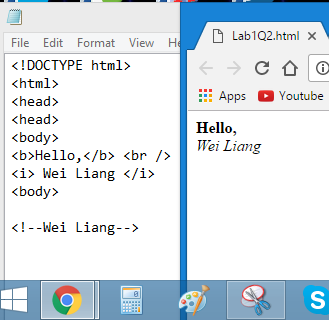 File Edit Format View He
<!DOCTYPE html>
<html>
<head>
<head>
<body>
<b>Hello,</b> <br />
<i> Wei Liang </i>
<body>
<!--Wei Liang-->
Lab1Q2.html
Apps YouTube
Hello,
Wei Liang